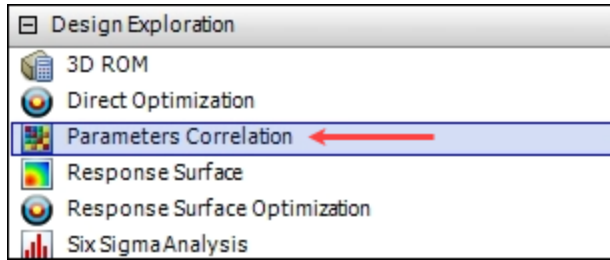 Design Exploration
3D ROM
Direct Optimization
Parameters Correlation
Response Surface
Response Surface Optimization
Six Sigma Analysis